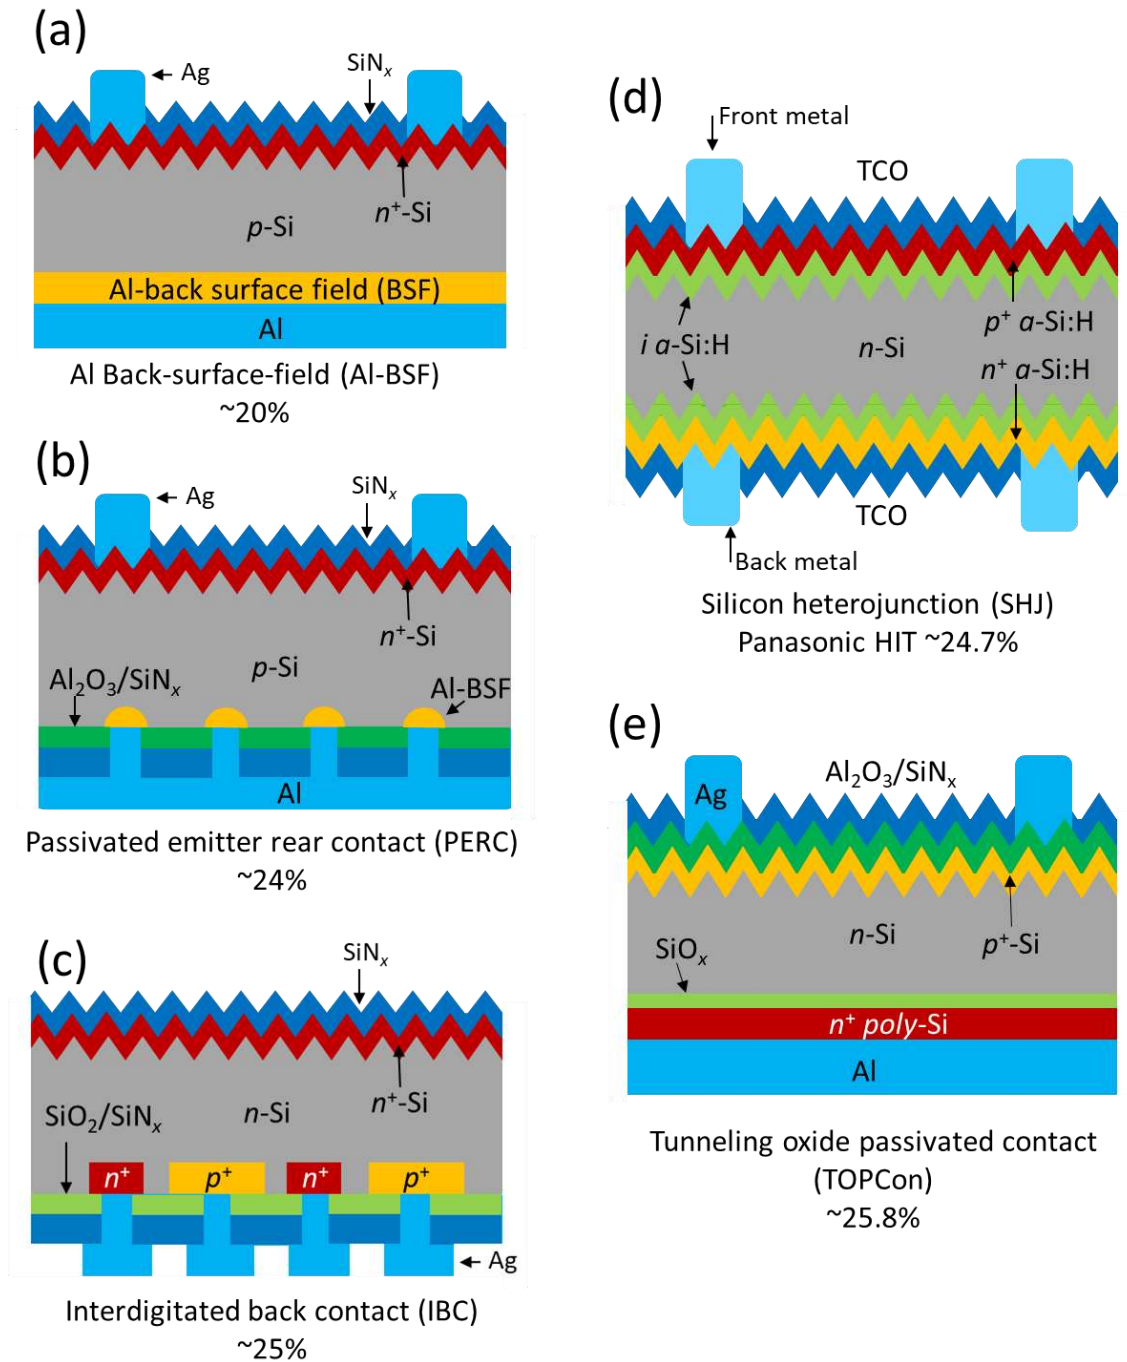 (a)
Ag
SiNₓ
n⁺-Si
p-Si
Al-back surface field (BSF)
Al
Al Back-surface-field (Al-BSF)
~20%
(b)
Ag
SiNₓ
n⁺-Si
p-Si
Al₂O₃/SiNₓ
Al-BSF
Al
Passivated emitter rear contact (PERC)
~24%
(c)
SiNₓ
n⁺-Si
n-Si
SiO₂/SiNₓ
n⁺ p⁺ n⁺ p⁺
Ag
Interdigitated back contact (IBC)
~25%
(d)
Front metal
TCO
p⁺ a-Si:H
i a-Si:H
n-Si
n⁺ a-Si:H
TCO
Back metal
Silicon heterojunction (SHJ)
Panasonic HIT ~24.7%
(e)
Al₂O₃/SiNₓ
Ag
n-Si
p⁺-Si
SiOₓ
n⁺ poly-Si
Al
Tunneling oxide passivated contact
(TOPCon)
~25.8%